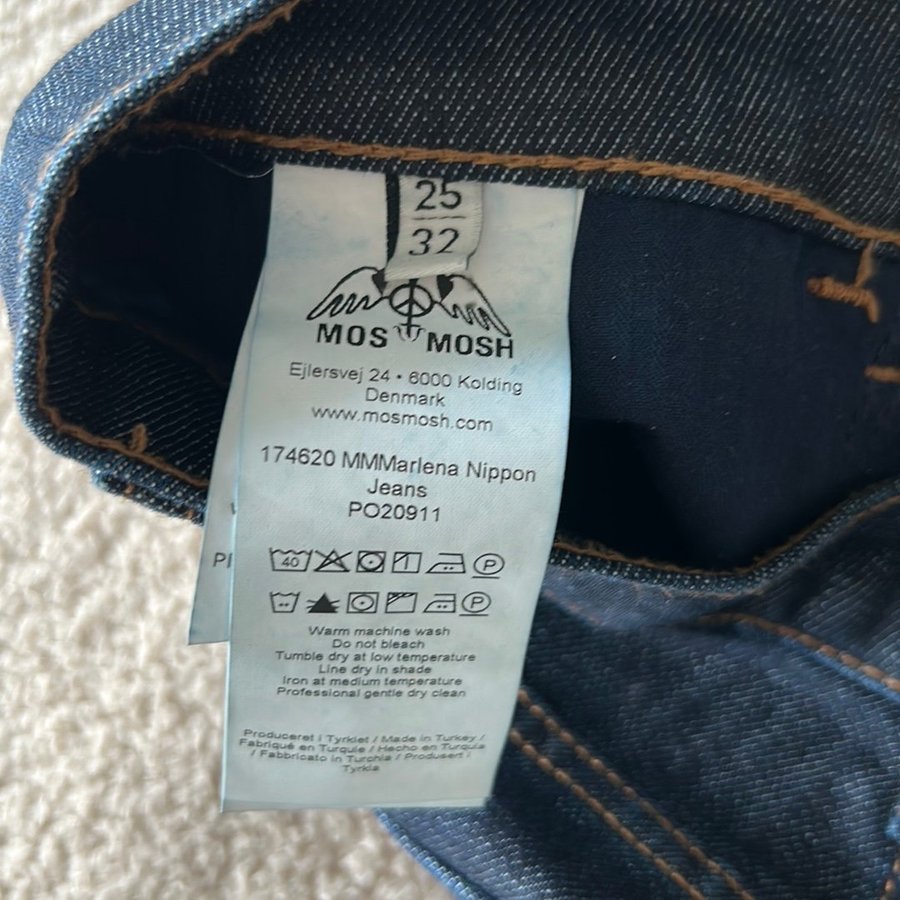 25
32
MOS MOSH
Ejlersvej 24 • 6000 Kolding
Denmark
www.mosmosh.com
174620 MMMarlena Nippon
Jeans
PO20911
40
P
P
Warm machine wash
Do not bleach
Tumble dry at low temperature
Line dry in shade
Iron at medium temperature
Professional gentle dry clean
Produceret i Tyrkiet / Made in Turkey /
Fabriqué en Turquie / Hecho en Turquía
/ Fabbricato in Turchia / Produsert i
Tyrkia